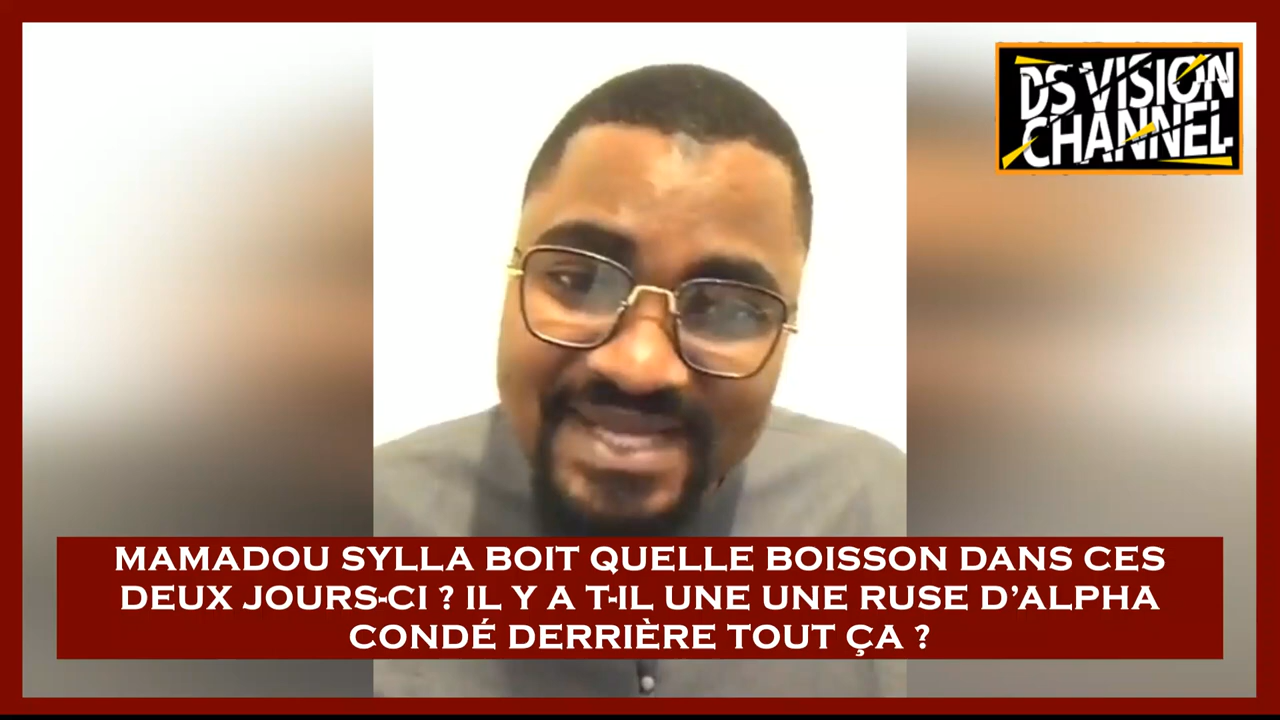 DS VISION
CHANNEL
MAMADOU SYLLA BOIT QUELLE BOISSON DANS CES
DEUX JOURS-CI ? IL Y A T-IL UNE UNE RUSE D'ALPHA
CONDÉ DERRIÈRE TOUT ÇA ?